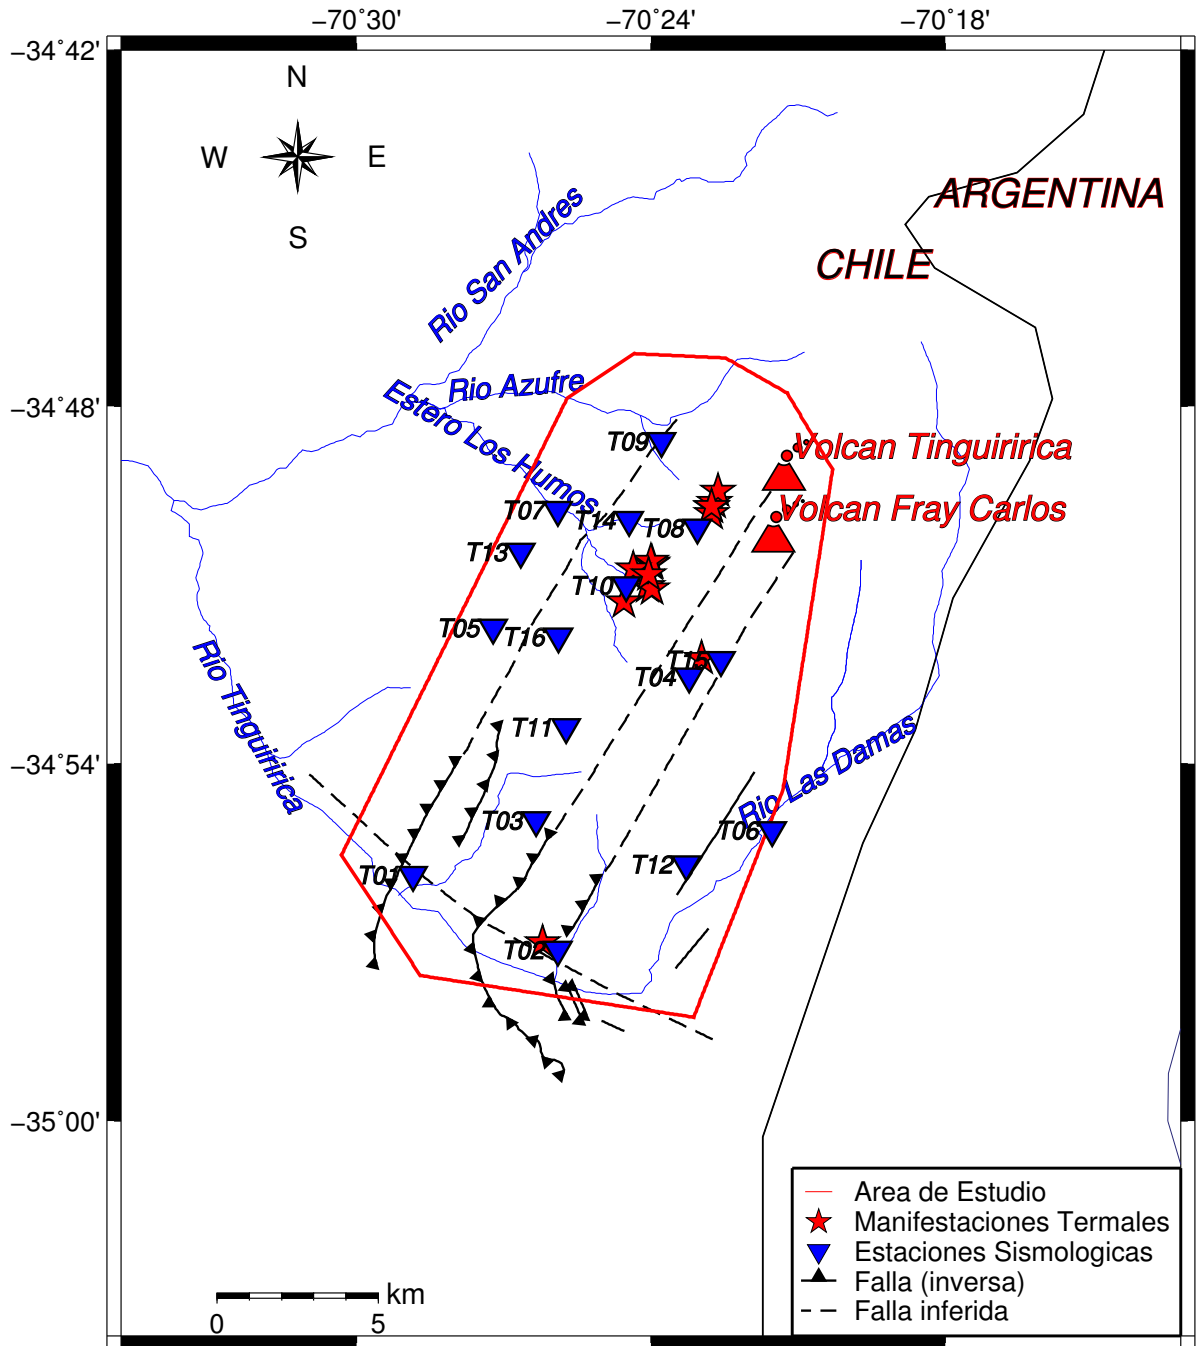 −70˚30'
−70˚24'
−70˚18'
−34˚42'
N
W
E
S
ARGENTINA
CHILE
Rio San Andres
Rio Azufre
−34˚48'
Estero Los Humos
T09
Volcan Tinguiririca
Volcan Fray Carlos
T07
T14
T08
T13
T10
T05
T16
T15
T04
Rio Tinguiririca
T11
Rio Las Damas
−34˚54'
T03
T06
T12
T01
T02
−35˚00'
Area de Estudio
Manifestaciones Termales
Estaciones Sismologicas
Falla (inversa)
Falla inferida
km
0
5